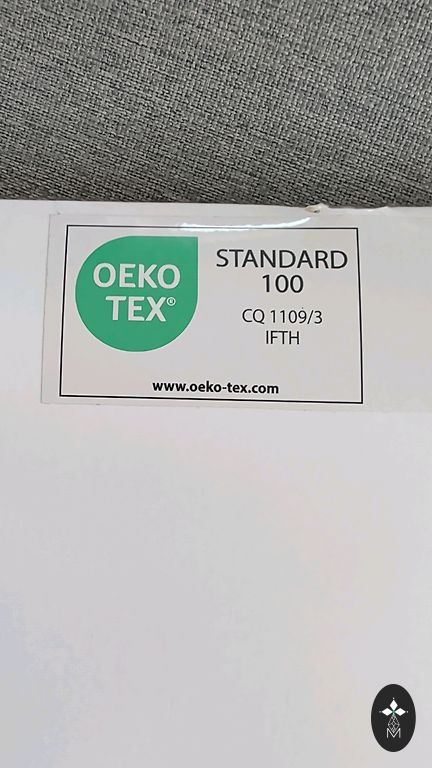 OEKO
TEX®
STANDARD
100
CQ 1109/3
IFTH
www.oeko-tex.com
M